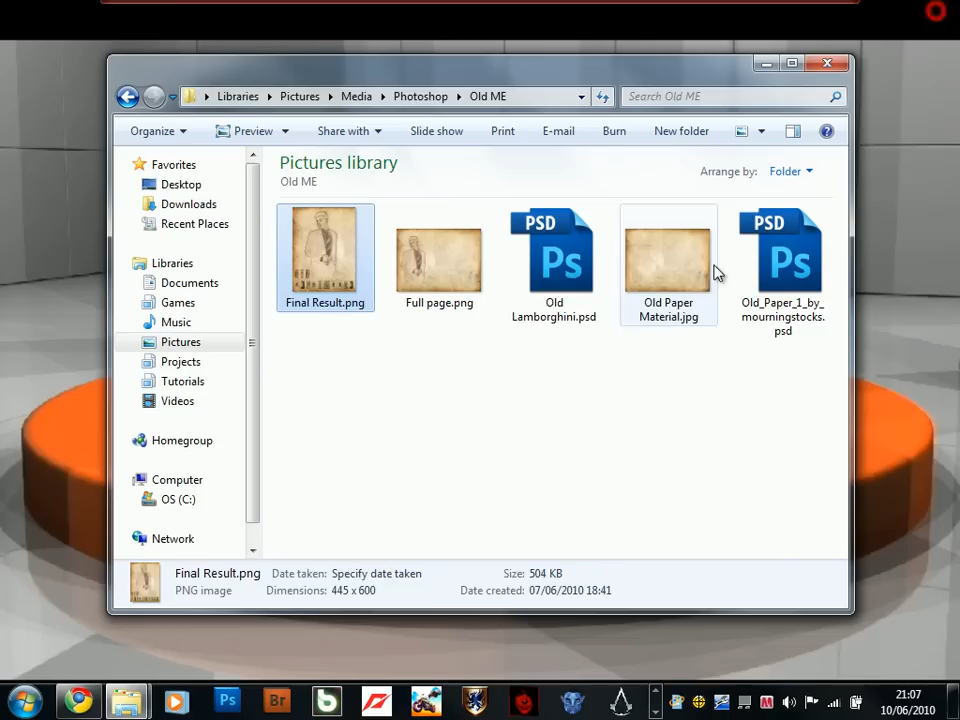 Libraries Pictures Media Photoshop Old ME
Search Old ME
Organize Preview Share with Slide show Print E-mail Burn New folder
Pictures library
Old ME
Arrange by: Folder
Favorites
Desktop
Downloads
Recent Places
Libraries
Documents
Games
Music
Pictures
Projects
Tutorials
Videos
Homegroup
Computer
OS (C:)
Network
Final Result.png
Full page.png
PSD
Ps
Old
Lamborghini.psd
Old Paper
Material.jpg
PSD
Ps
Old_Paper_1_by_
mourningstocks.
psd
Final Result.png Date taken: Specify date taken Size: 504 KB
PNG image Dimensions: 445 x 600 Date created: 07/06/2010 18:41
Ps
Br
b
M
21:07
10/06/2010